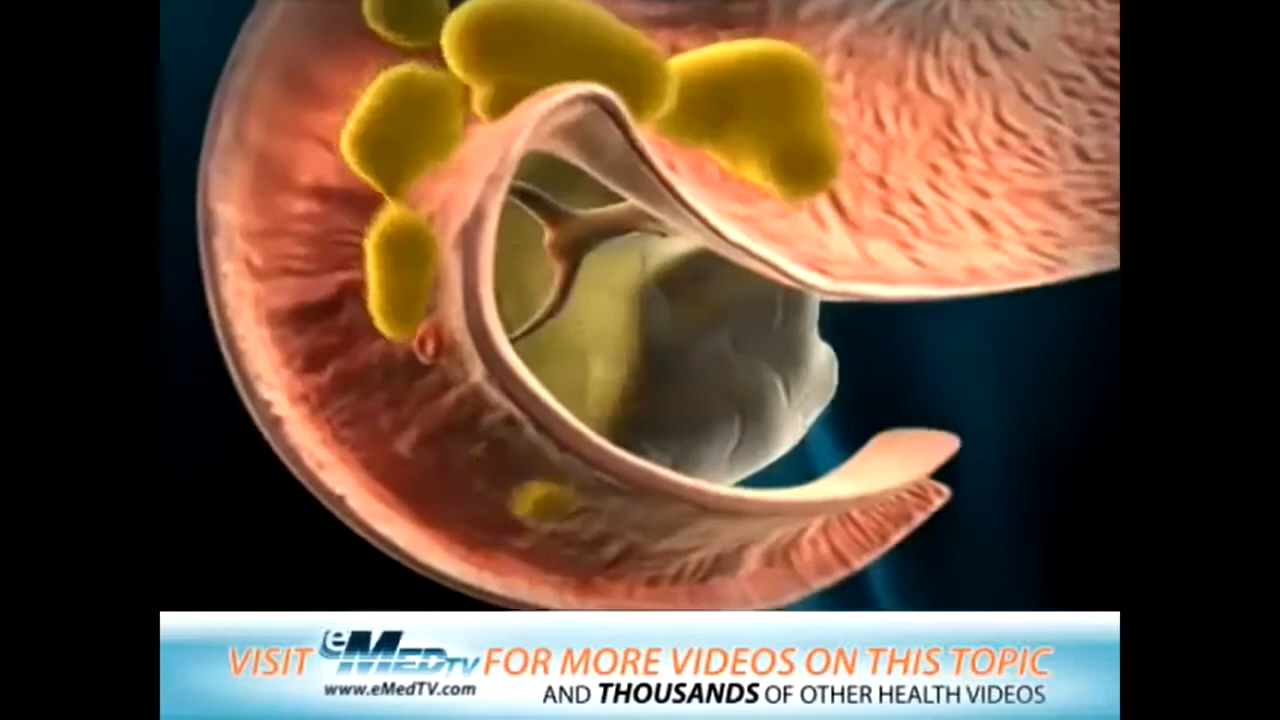 VISIT eMedTV FOR MORE VIDEOS ON THIS TOPIC
www.eMedTV.com AND THOUSANDS OF OTHER HEALTH VIDEOS